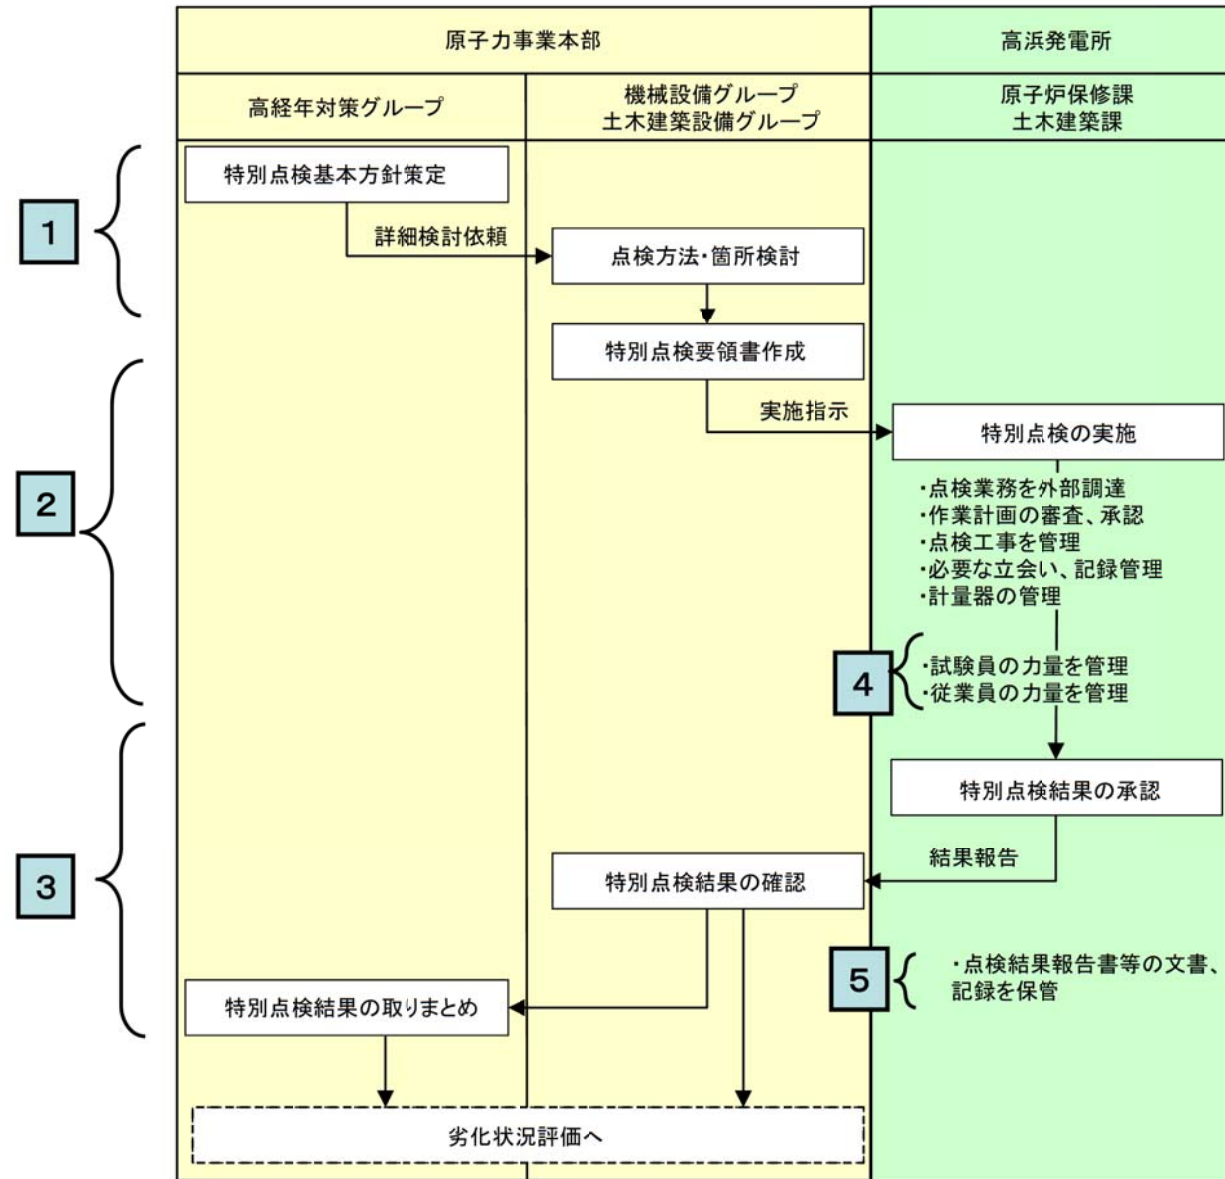 原子力事業本部
高浜発電所
高経年対策グループ
機械設備グループ
土木建築設備グループ
原子炉保修課
土木建築課
特別点検基本方針策定
1
詳細検討依頼
点検方法・箇所検討
特別点検要領書作成
実施指示
特別点検の実施
2
・点検業務を外部調達
・作業計画の審査、承認
・点検工事を管理
・必要な立会い、記録管理
・計量器の管理
4
・試験員の力量を管理
・従業員の力量を管理
特別点検結果の承認
結果報告
3
特別点検結果の確認
5
・点検結果報告書等の文書、
記録を保管
特別点検結果の取りまとめ
劣化状況評価へ